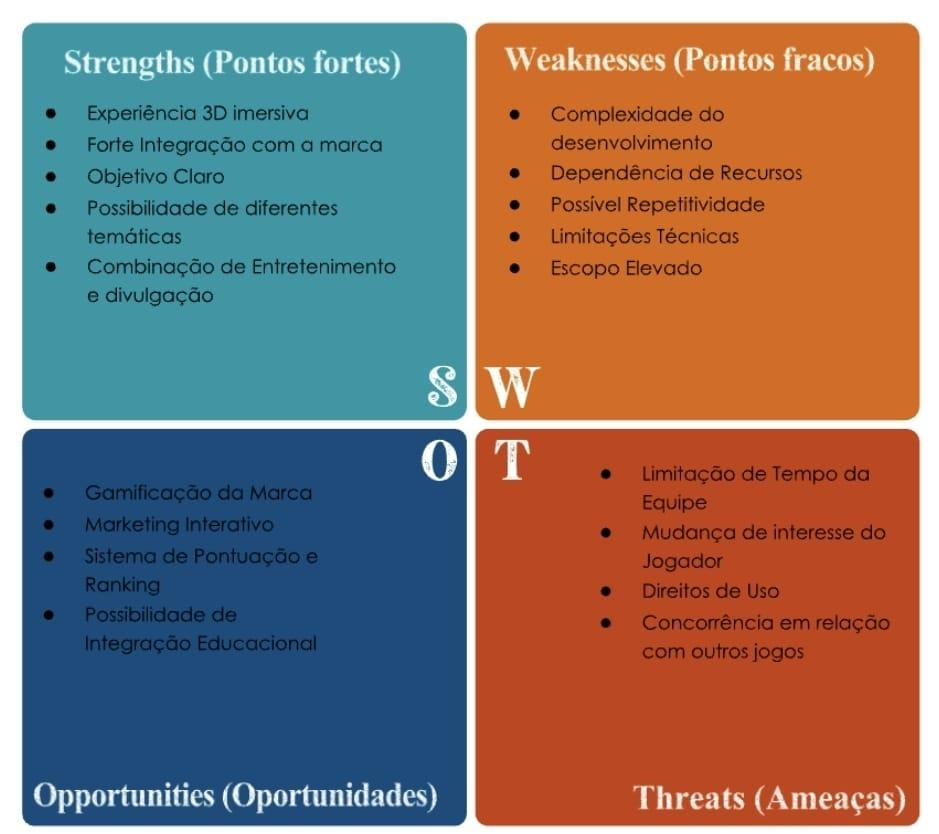 Strengths (Pontos fortes)
● Experiência 3D imersiva
● Forte Integração com a marca
● Objetivo Claro
● Possibilidade de diferentes
temáticas
● Combinação de Entretenimento
e divulgação
S
Weaknesses (Pontos fracos)
● Complexidade do
desenvolvimento
● Dependência de Recursos
● Possível Repetitividade
● Limitações Técnicas
● Escopo Elevado
W
O
● Gamificação da Marca
● Marketing Interativo
● Sistema de Pontuação e
Ranking
● Possibilidade de
Integração Educacional
Opportunities (Oportunidades)
T
● Limitação de Tempo da
Equipe
● Mudança de interesse do
Jogador
● Direitos de Uso
● Concorrência em relação
com outros jogos
Threats (Ameaças)